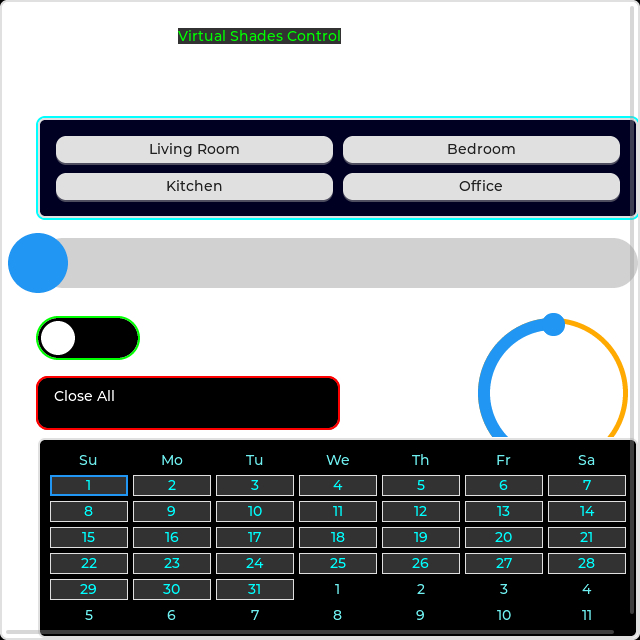 Virtual Shades Control
Living Room Bedroom
Kitchen Office
Close All
Su Mo Tu We Th Fr Sa
1 2 3 4 5 6 7
8 9 10 11 12 13 14
15 16 17 18 19 20 21
22 23 24 25 26 27 28
29 30 31 1 2 3 4
5 6 7 8 9 10 11